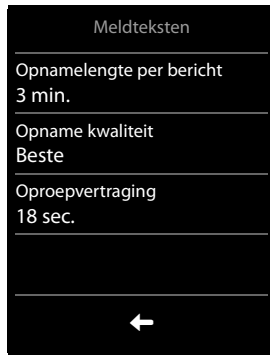 Meldteksten
Opnamelengte per bericht
3 min.
Opname kwaliteit
Beste
Oproepvertraging
18 sec.